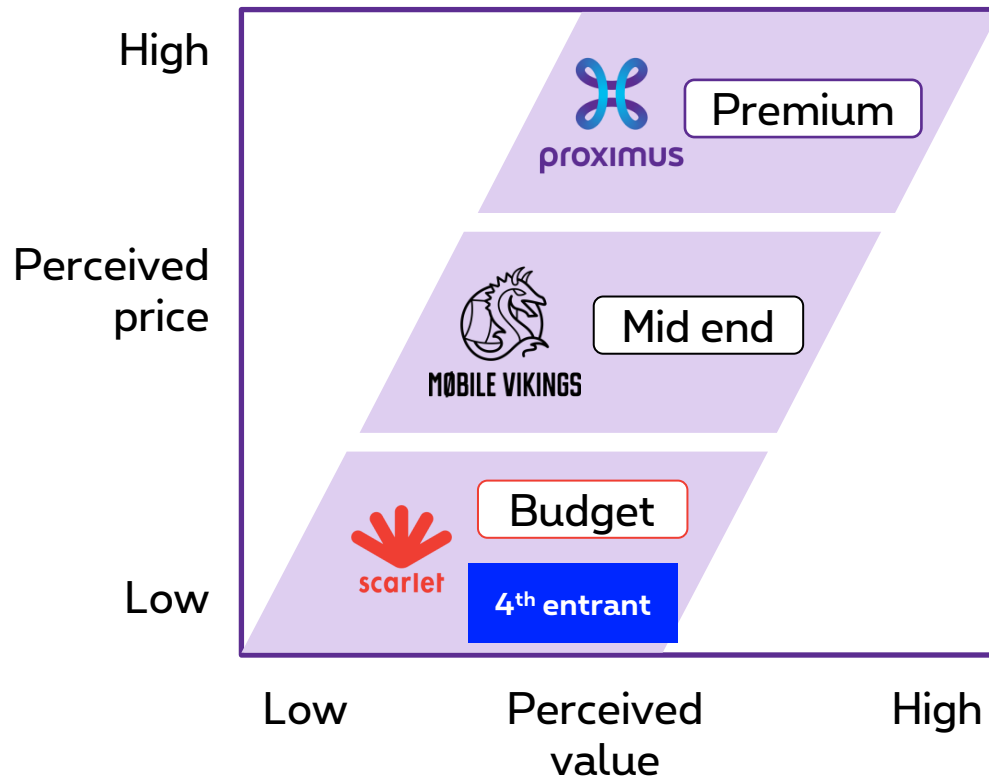 High
proximus
Premium
Perceived
price
MØBILE VIKINGS
Mid end
scarlet
Budget
4th entrant
Low
Low
Perceived
value
High